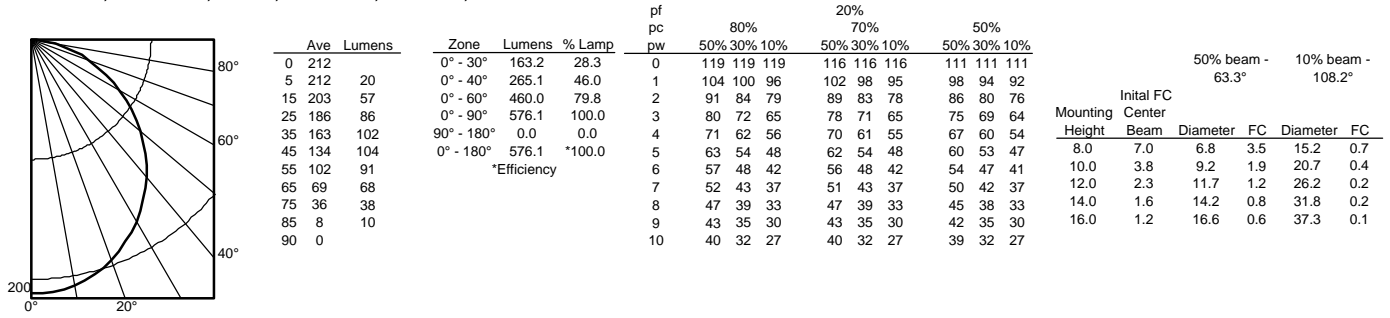 80°
60°
40°
200
0° 20°
Ave Lumens
0 212
5 212 20
15 203 57
25 186 86
35 163 102
45 134 104
55 102 91
65 69 68
75 36 38
85 8 10
90 0
Zone Lumens % Lamp
0° - 30° 163.2 28.3
0° - 40° 265.1 46.0
0° - 60° 460.0 79.8
0° - 90° 576.1 100.0
90° - 180° 0.0 0.0
0° - 180° 576.1 *100.0
*Efficiency
pf 20%
pc 80% 70% 50%
pw 50% 30% 10% 50% 30% 10% 50% 30% 10%
0 119 119 119 116 116 116 111 111 111
1 104 100 96 102 98 95 98 94 92
2 91 84 79 89 83 78 86 80 76
3 80 72 65 78 71 65 75 69 64
4 71 62 56 70 61 55 67 60 54
5 63 54 48 62 54 48 60 53 47
6 57 48 42 56 48 42 54 47 41
7 52 43 37 51 43 37 50 42 37
8 47 39 33 47 39 33 45 38 33
9 43 35 30 43 35 30 42 35 30
10 40 32 27 40 32 27 39 32 27
50% beam - 10% beam -
63.3° 108.2°
Inital FC
Mounting Center
Height Beam Diameter FC Diameter FC
8.0 7.0 6.8 3.5 15.2 0.7
10.0 3.8 9.2 1.9 20.7 0.4
12.0 2.3 11.7 1.2 26.2 0.2
14.0 1.6 14.2 0.8 31.8 0.2
16.0 1.2 16.6 0.6 37.3 0.1